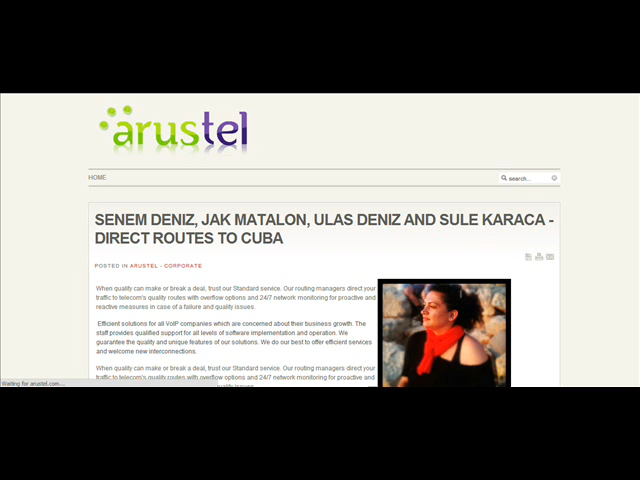 arustel
HOME
search...
SENEM DENIZ, JAK MATALON, ULAS DENIZ AND SULE KARACA -
DIRECT ROUTES TO CUBA
POSTED IN ARUSTEL - CORPORATE
When quality can make or break a deal, trust our Standard service. Our routing managers direct your
traffic to telecom's quality routes with overflow options and 24/7 network monitoring for proactive and
reactive measures in case of a failure and quality issues.
Efficient solutions for all VoIP companies which are concerned about their business growth. The
staff provides qualified support for all levels of software implementation and operation. We
guarantee the quality and unique features of our solutions. We do our best to offer efficient services
and welcome new interconnections.
When quality can make or break a deal, trust our Standard service. Our routing managers direct your
traffic to telecom's quality routes with overflow options and 24/7 network monitoring for proactive and
Waiting for arustel.com...